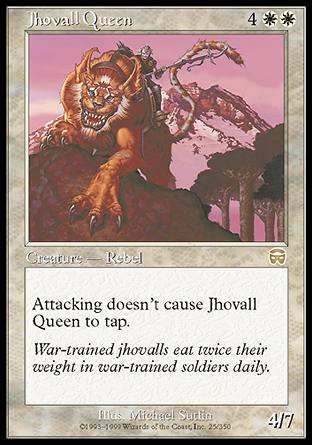 Jhovall Queen 4
Creature — Rebel
Attacking doesn't cause Jhovall
Queen to tap.
War-trained jhovalls eat twice their
weight in war-trained soldiers daily.
Illus. Michael Sutfin
©1993-1999 Wizards of the Coast, Inc. 25/350
4/7